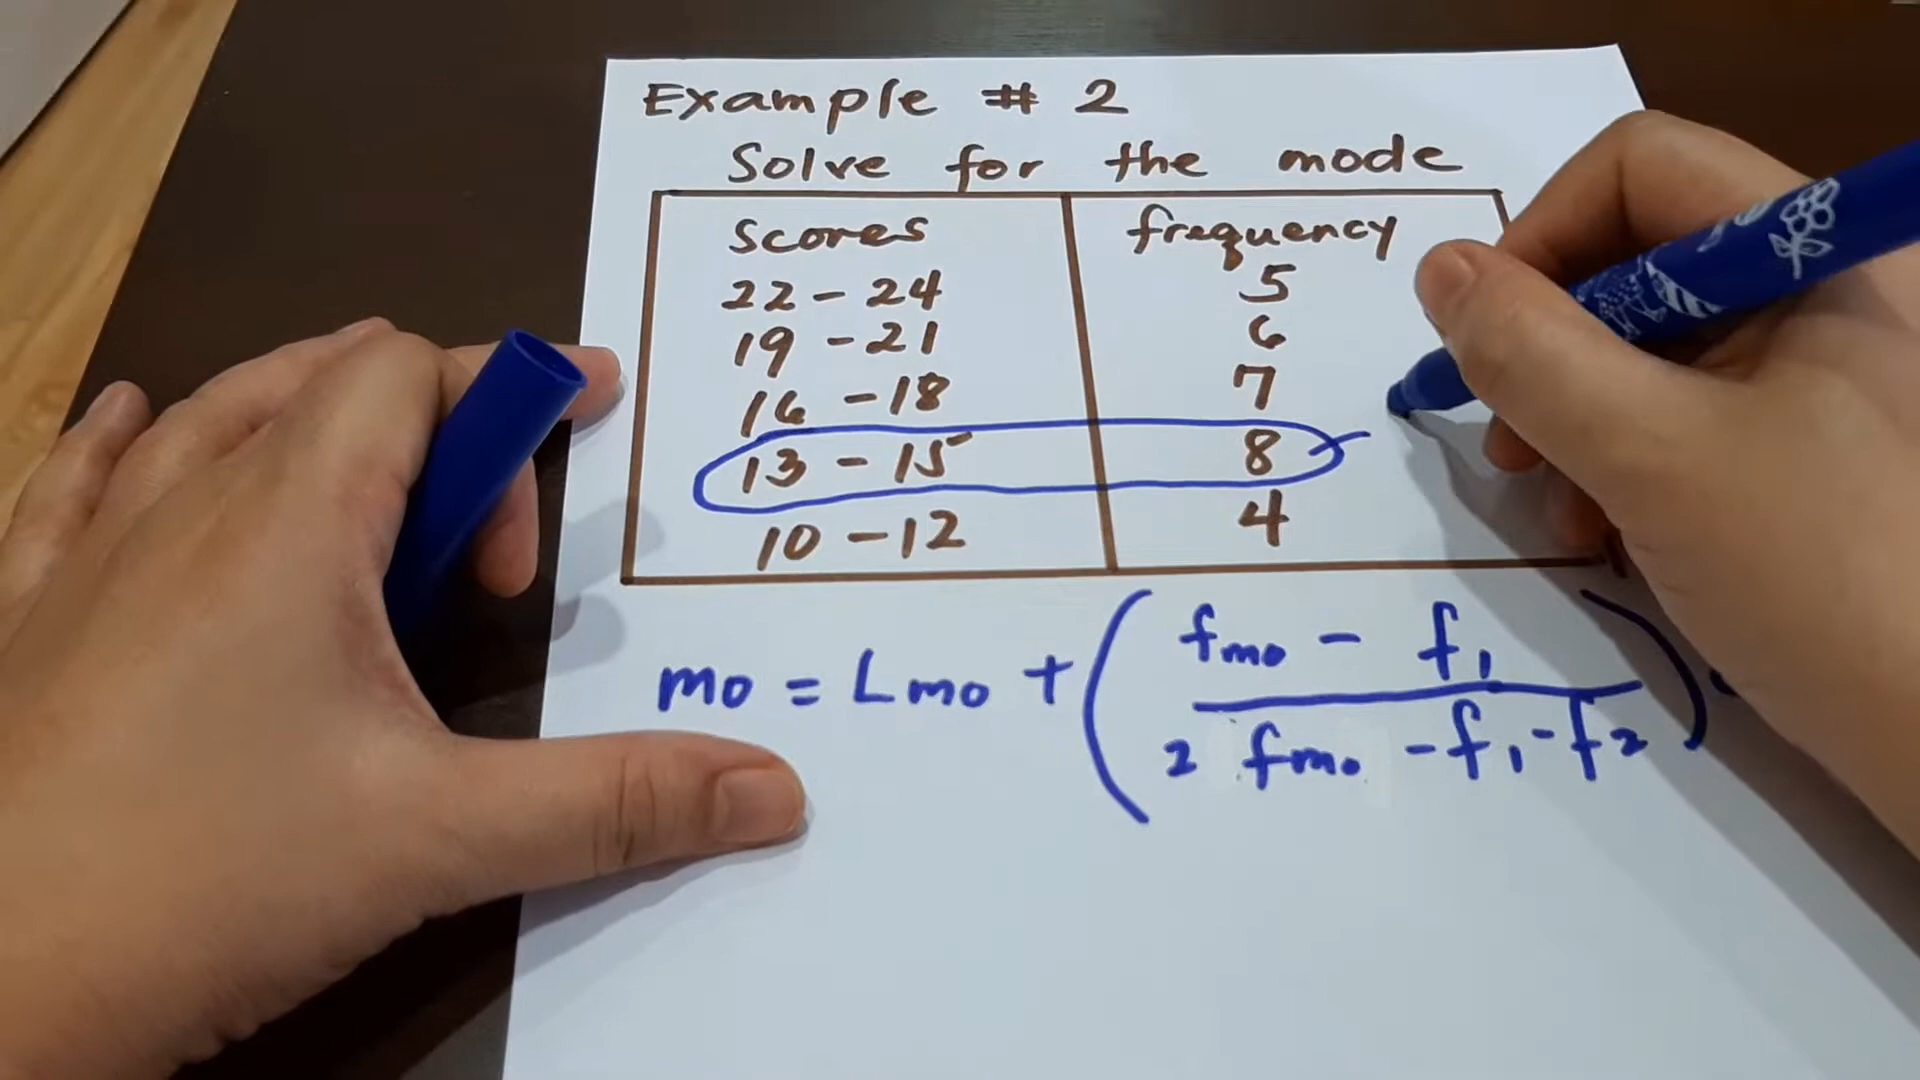 Example # 2
Solve for the mode
Scores frequency
22 - 24 5
19 - 21 6
16 - 18 7
13 - 15 8
10 - 12 4
mo = Lmo + ( fmo - f1
2 fmo - f1 - f2 )